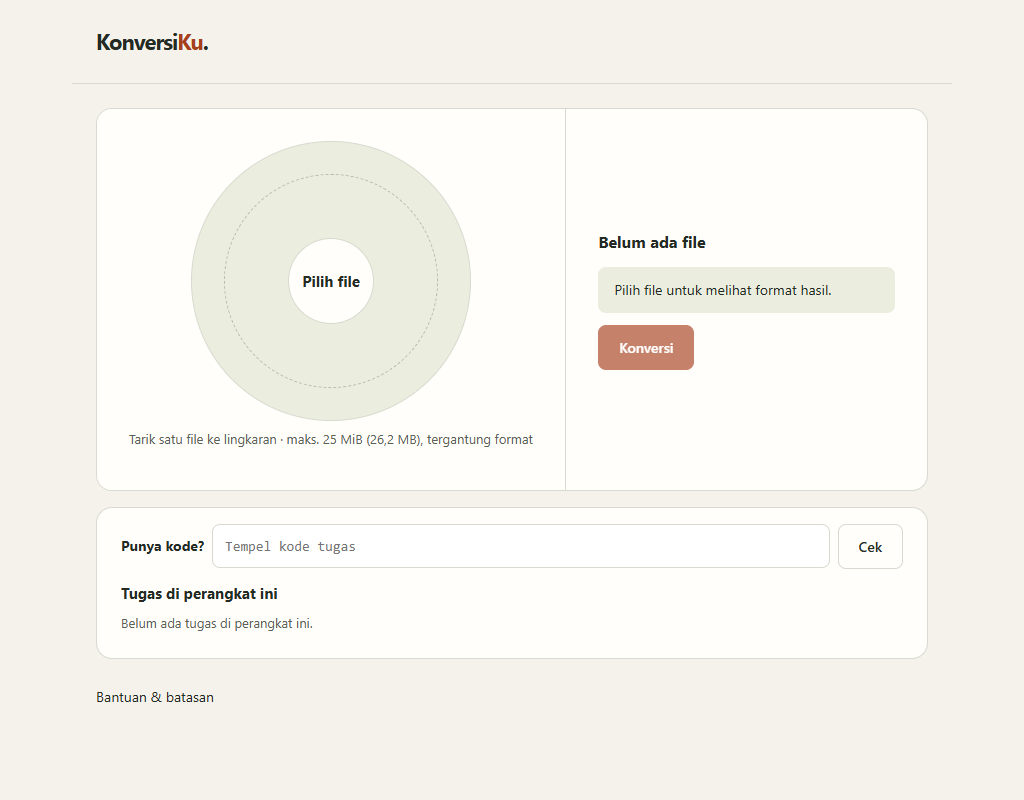 KonversiKu.
Pilih file
Tarik satu file ke lingkaran · maks. 25 MiB (26,2 MB), tergantung format
Belum ada file
Pilih file untuk melihat format hasil.
Konversi
Punya kode?
Tempel kode tugas
Cek
Tugas di perangkat ini
Belum ada tugas di perangkat ini.
Bantuan & batasan